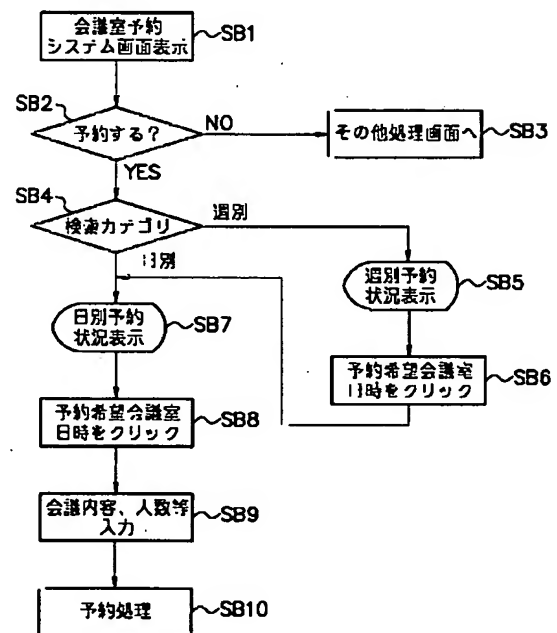 会議室予約
システム画面表示
SB1
SB2
予約する?
NO
その他処理画面へ
SB3
YES
SB4
検索カテゴリ
週別
日別
週別予約
状況表示
SB5
日別予約
状況表示
SB7
予約希望会議室
日時をクリック
SB6
予約希望会議室
日時をクリック
SB8
会議内容、人数等
入力
SB9
予約処理
SB10